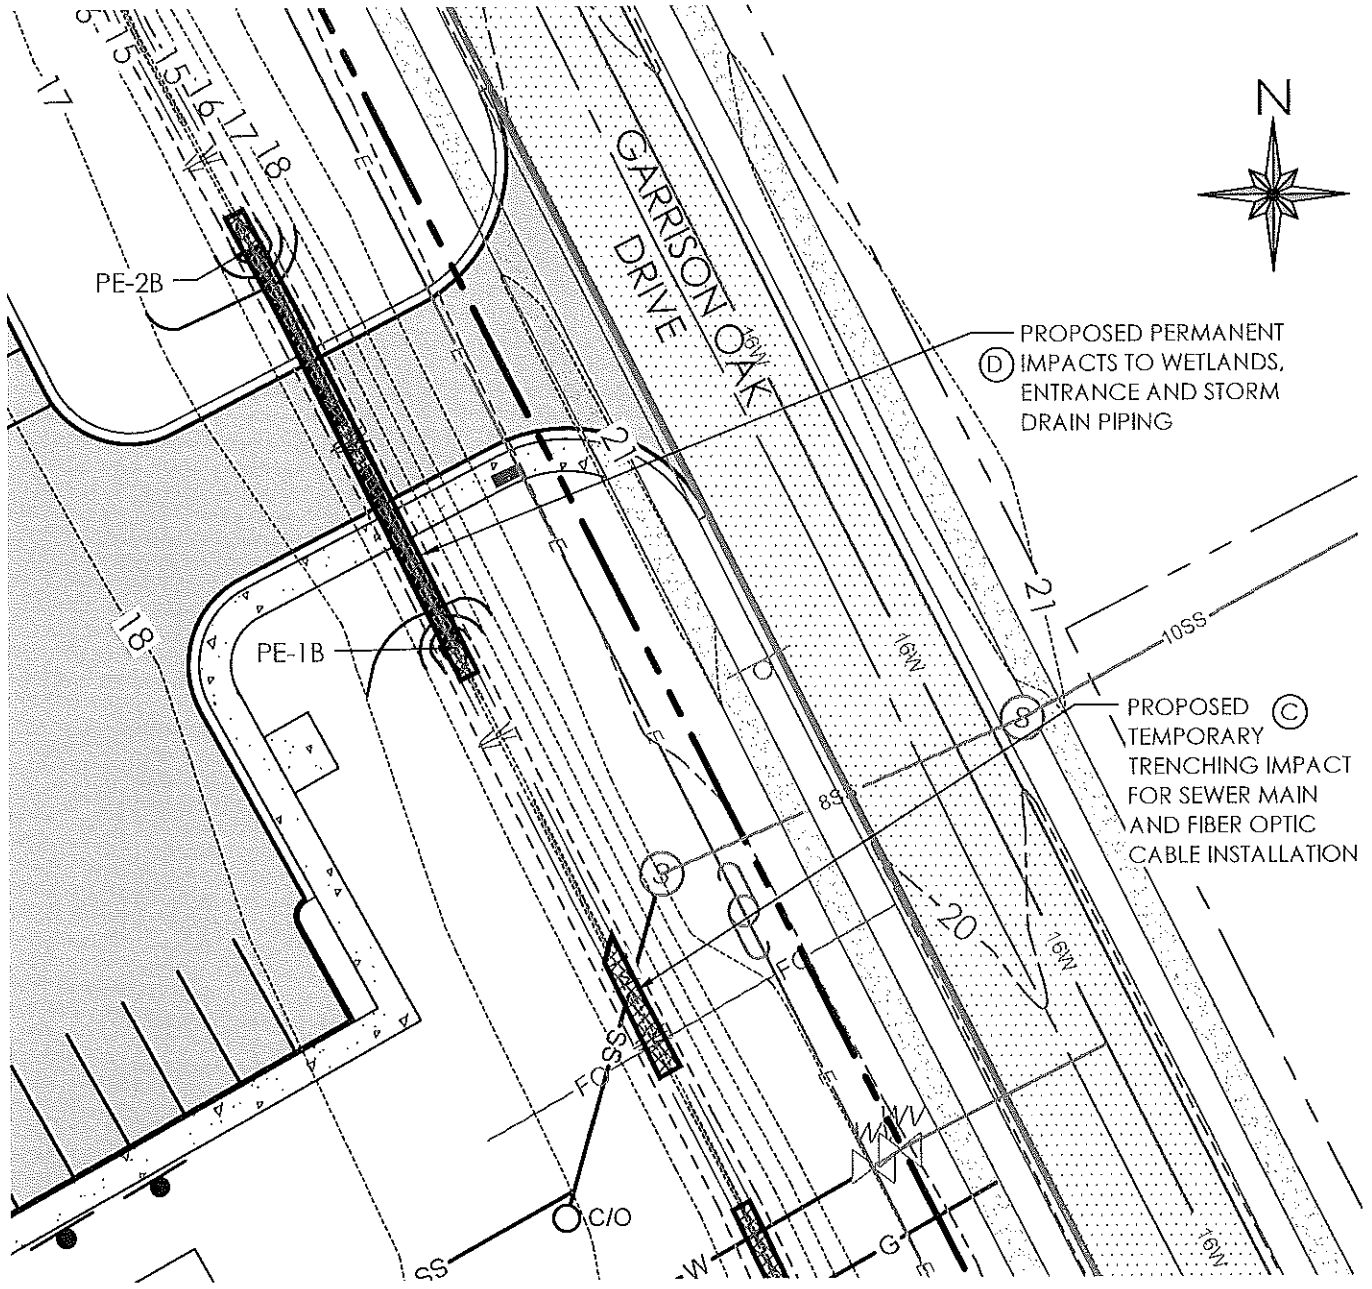 15
15
16
17
18
17
N
GARRISON OAK
DRIVE
16W
PE-2B
E
PROPOSED PERMANENT
D IMPACTS TO WETLANDS,
ENTRANCE AND STORM
DRAIN PIPING
E
21
E
21
18
PE-1B
10SS
16W
S
PROPOSED C
TEMPORARY
TRENCHING IMPACT
FOR SEWER MAIN
AND FIBER OPTIC
CABLE INSTALLATION
E
8SS
S
20
16W
FO
SS
FO
E
C/O
SS
W
G
E
16W